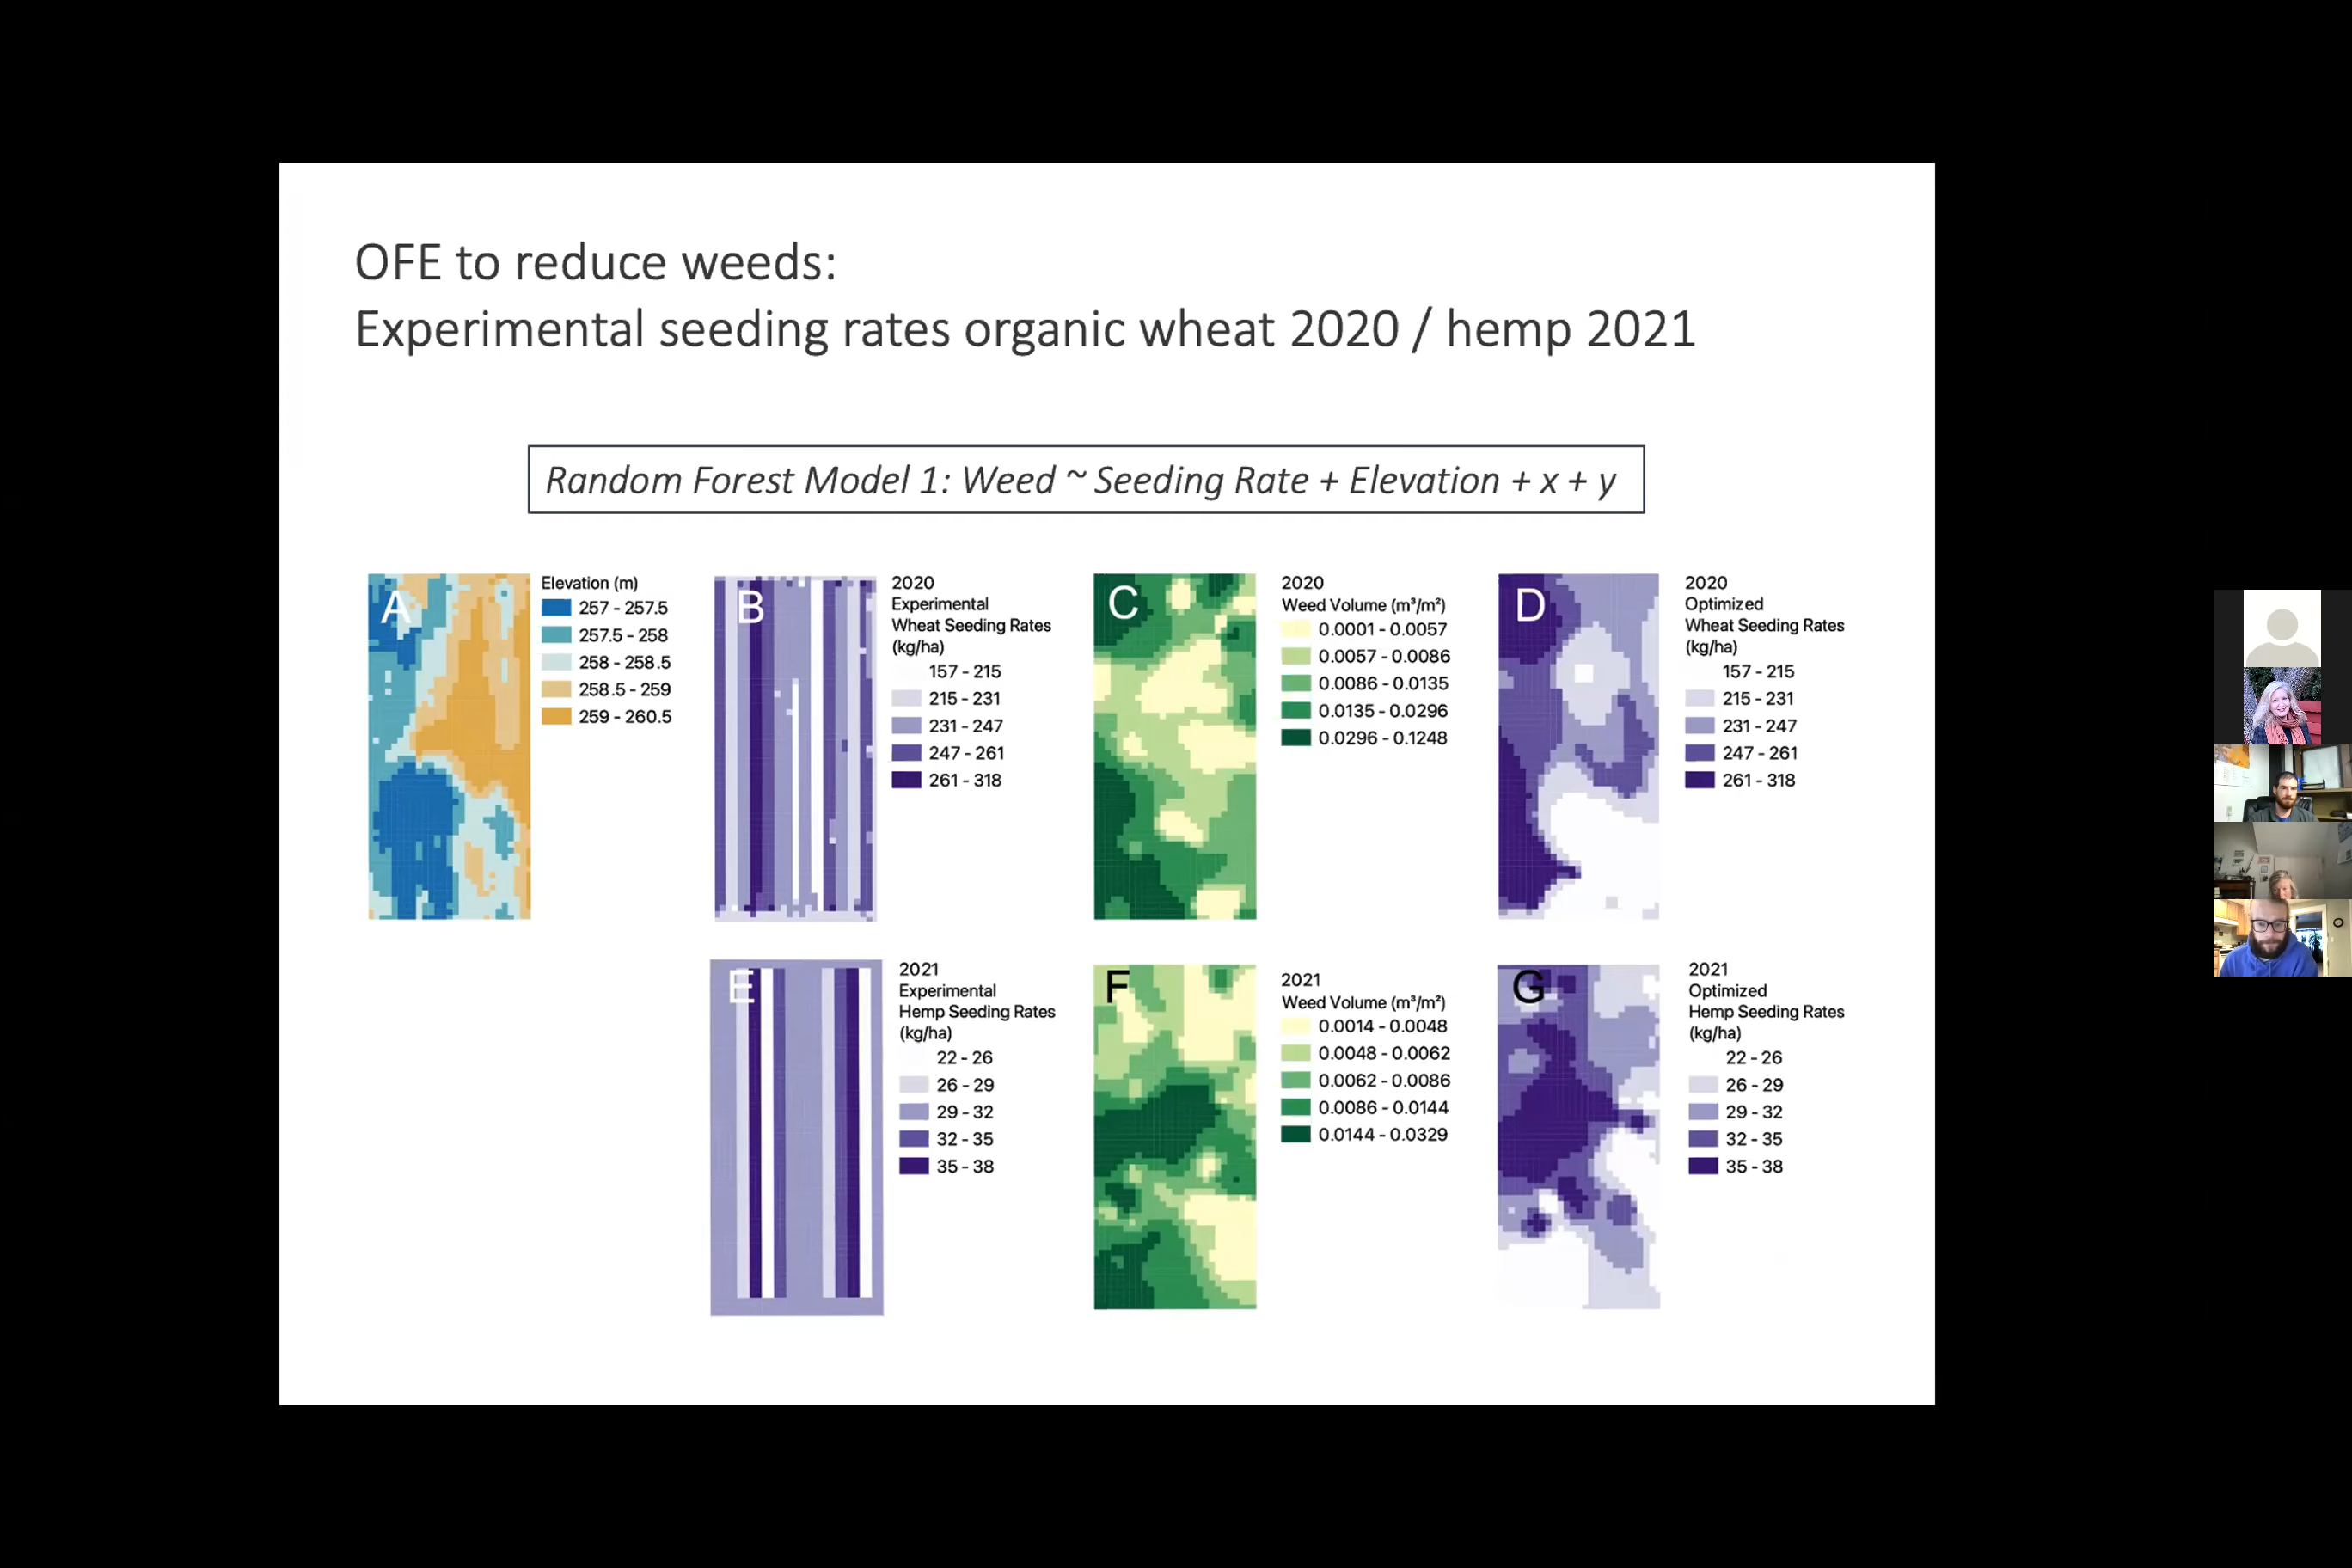 OFE to reduce weeds:
Experimental seeding rates organic wheat 2020 / hemp 2021
Random Forest Model 1: Weed ~ Seeding Rate + Elevation + x + y
A
Elevation (m)
257 - 257.5
257.5 - 258
258 - 258.5
258.5 - 259
259 - 260.5
B
2020
Experimental
Wheat Seeding Rates
(kg/ha)
157 - 215
215 - 231
231 - 247
247 - 261
261 - 318
C
2020
Weed Volume (m³/m²)
0.0001 - 0.0057
0.0057 - 0.0086
0.0086 - 0.0135
0.0135 - 0.0296
0.0296 - 0.1248
D
2020
Optimized
Wheat Seeding Rates
(kg/ha)
157 - 215
215 - 231
231 - 247
247 - 261
261 - 318
E
2021
Experimental
Hemp Seeding Rates
(kg/ha)
22 - 26
26 - 29
29 - 32
32 - 35
35 - 38
F
2021
Weed Volume (m³/m²)
0.0014 - 0.0048
0.0048 - 0.0062
0.0062 - 0.0086
0.0086 - 0.0144
0.0144 - 0.0329
G
2021
Optimized
Hemp Seeding Rates
(kg/ha)
22 - 26
26 - 29
29 - 32
32 - 35
35 - 38